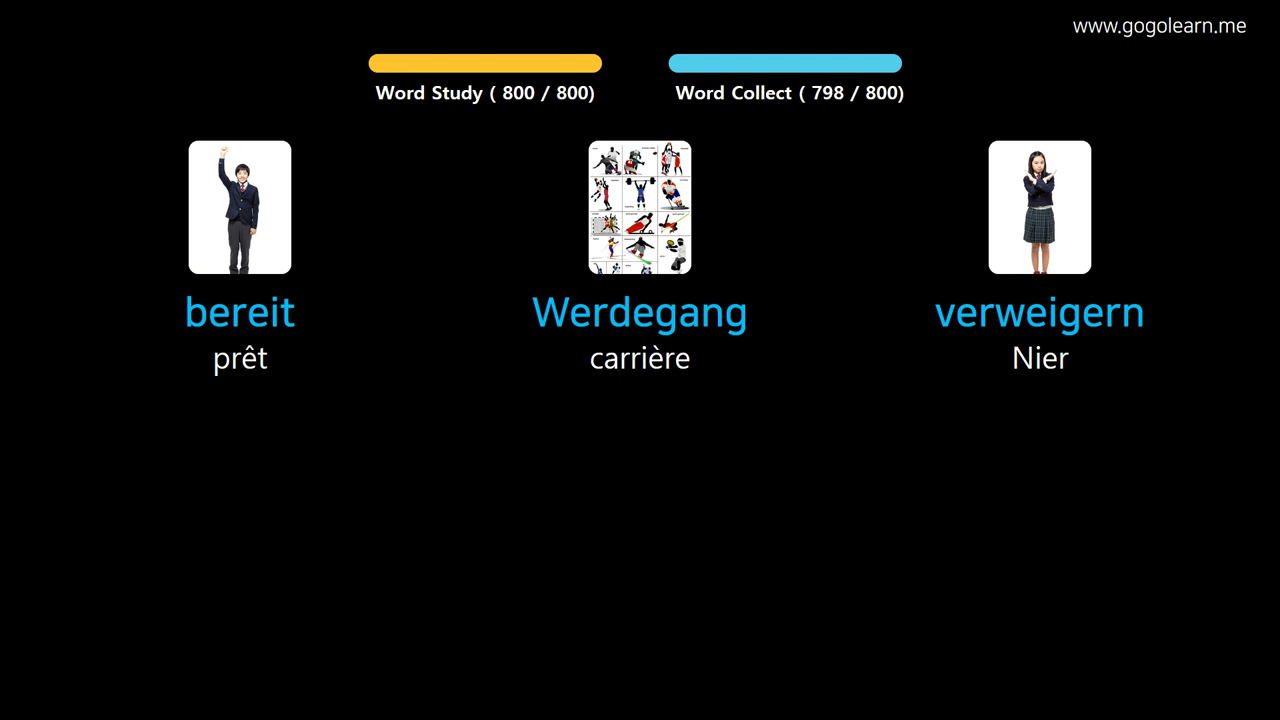 www.gogolearn.me
Word Study ( 800 / 800)
Word Collect ( 798 / 800)
bereit
Werdegang
verweigern
prêt
carrière
Nier